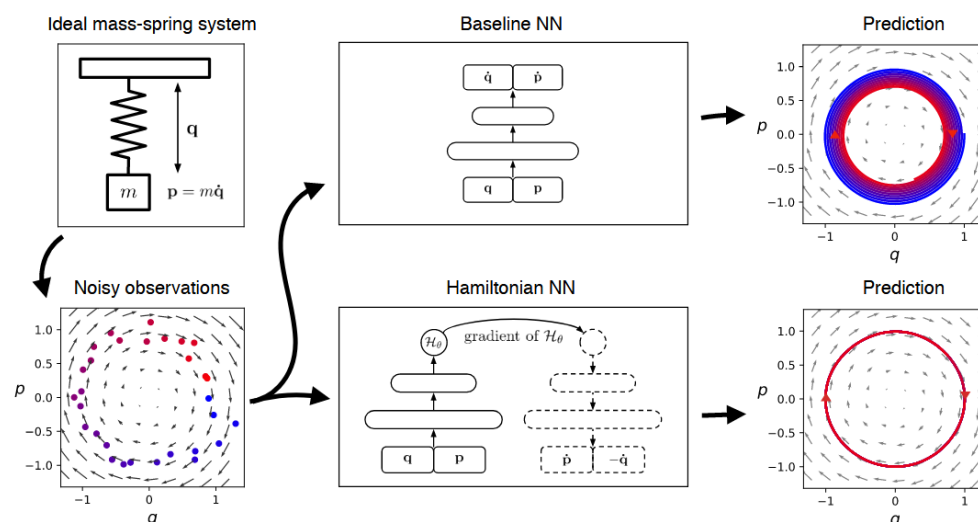 Ideal mass-spring system
Baseline NN
Prediction
q
m
p = mq̇
q̇ ṗ
q p
p
1.0
0.5
0.0
−0.5
−1.0
−1 0 1
q
Noisy observations
Hamiltonian NN
Prediction
p
1.0
0.5
0.0
−0.5
−1.0
−1 0 1
q
ℋθ gradient of ℋθ
q p
ṗ −q̇
p
1.0
0.5
0.0
−0.5
−1.0
−1 0 1
q